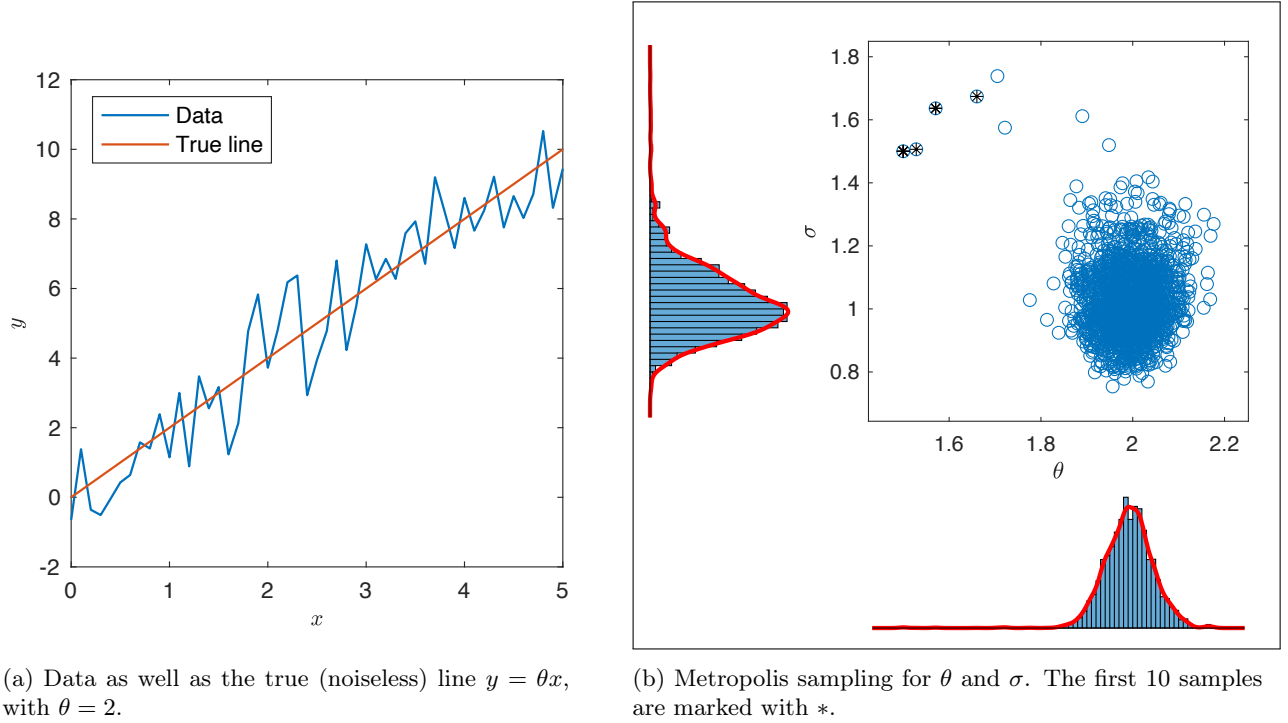 12
10
8
6
4
2
0
-2
y
Data
True line
0 1 2 3 4 5
x
1.8
1.6
1.4
1.2
1
0.8
σ
1.6 1.8 2 2.2
θ
(a) Data as well as the true (noiseless) line y = θx,
with θ = 2.
(b) Metropolis sampling for θ and σ. The first 10 samples
are marked with ∗.